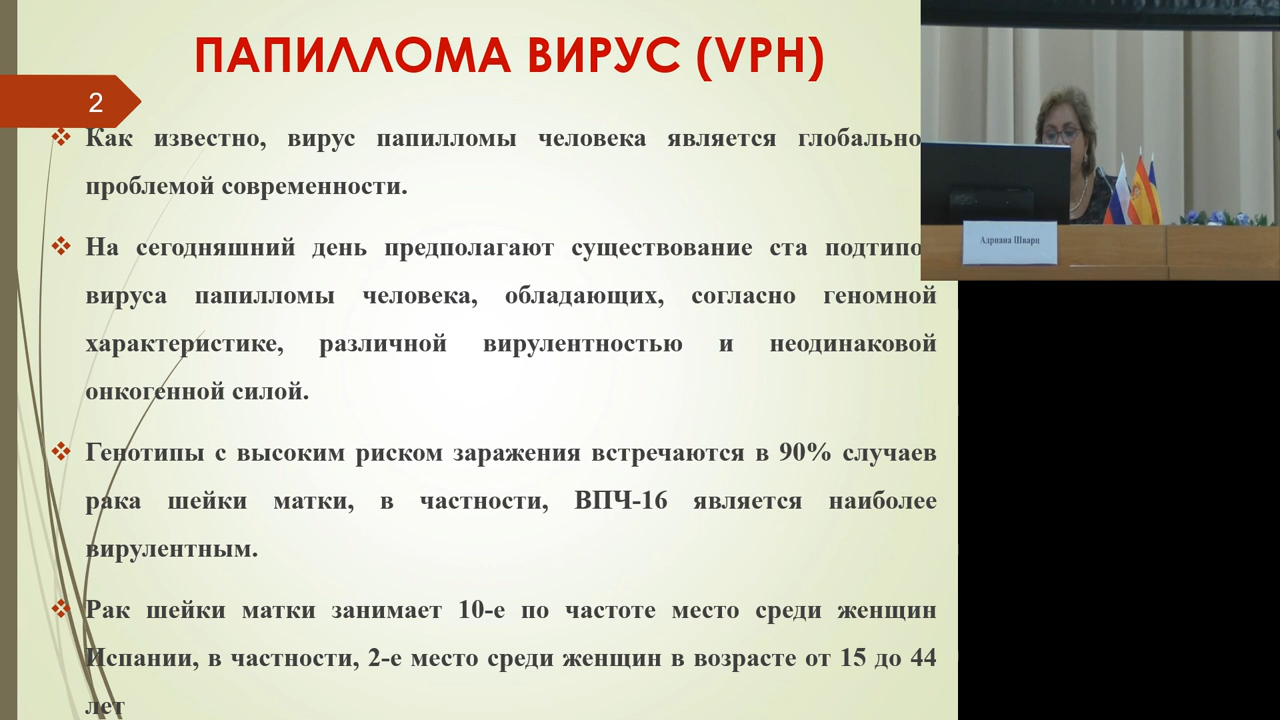 ПАПИЛЛОМА ВИРУС (VPH)
2
Как известно, вирус папилломы человека является глобально
проблемой современности.
На сегодняшний день предполагают существование ста подтипо
вируса папилломы человека, обладающих, согласно геномной
характеристике, различной вирулентностью и неодинаковой
онкогенной силой.
Генотипы с высоким риском заражения встречаются в 90% случаев
рака шейки матки, в частности, ВПЧ-16 является наиболее
вирулентным.
Рак шейки матки занимает 10-е по частоте место среди женщин
Испании, в частности, 2-е место среди женщин в возрасте от 15 до 44
лет
Адриана Шварц